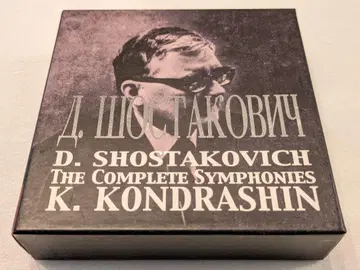 Д. ШОСТАКОВИЧ
D. SHOSTAKOVICH
THE COMPLETE SYMPHONIES
K. KONDRASHIN